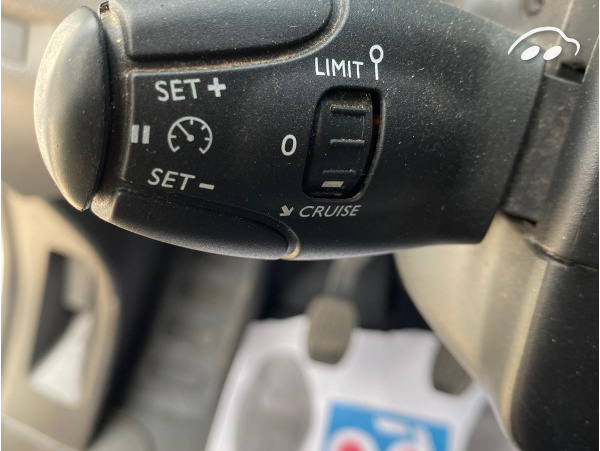 LIMIT
SET +
0
SET -
CRUISE